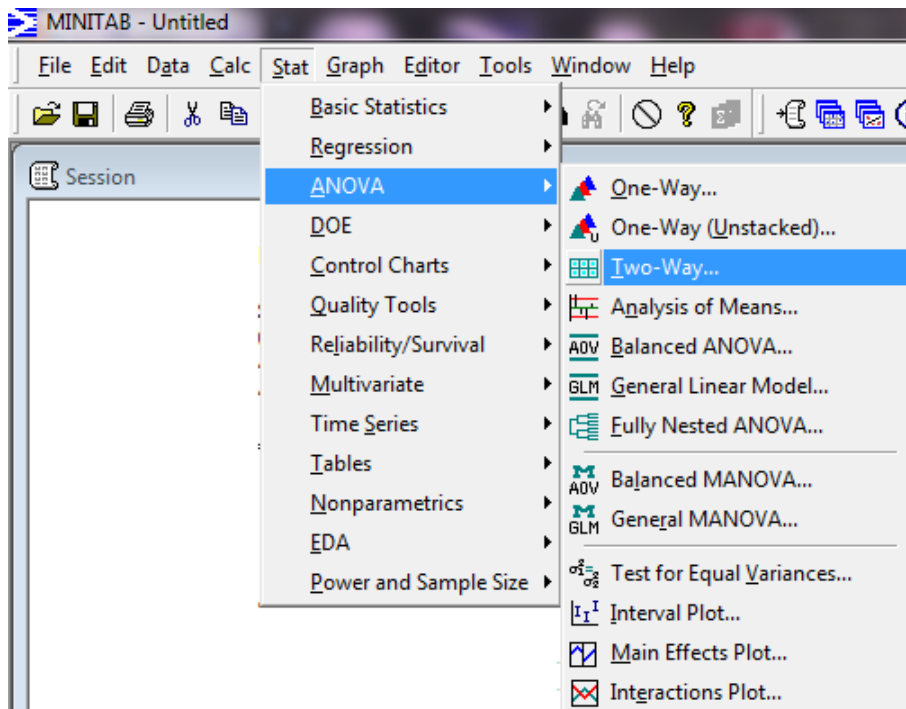 MINITAB - Untitled
File Edit Data Calc Stat Graph Editor Tools Window Help
Session
Basic Statistics
Regression
ANOVA
DOE
Control Charts
Quality Tools
Reliability/Survival
Multivariate
Time Series
Tables
Nonparametrics
EDA
Power and Sample Size
One-Way...
One-Way (Unstacked)...
Two-Way...
Analysis of Means...
AOV Balanced ANOVA...
GLM General Linear Model...
Fully Nested ANOVA...
M AOV Balanced MANOVA...
M GLM General MANOVA...
Test for Equal Variances...
Interval Plot...
Main Effects Plot...
Interactions Plot...